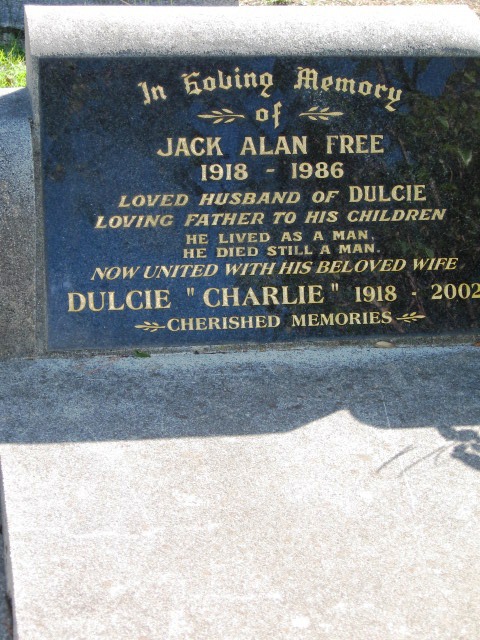 In Loving Memory
of
JACK ALAN FREE
1918 - 1986
LOVED HUSBAND OF DULCIE
LOVING FATHER TO HIS CHILDREN
HE LIVED AS A MAN,
HE DIED STILL A MAN.
NOW UNITED WITH HIS BELOVED WIFE
DULCIE "CHARLIE" 1918 - 2002
CHERISHED MEMORIES